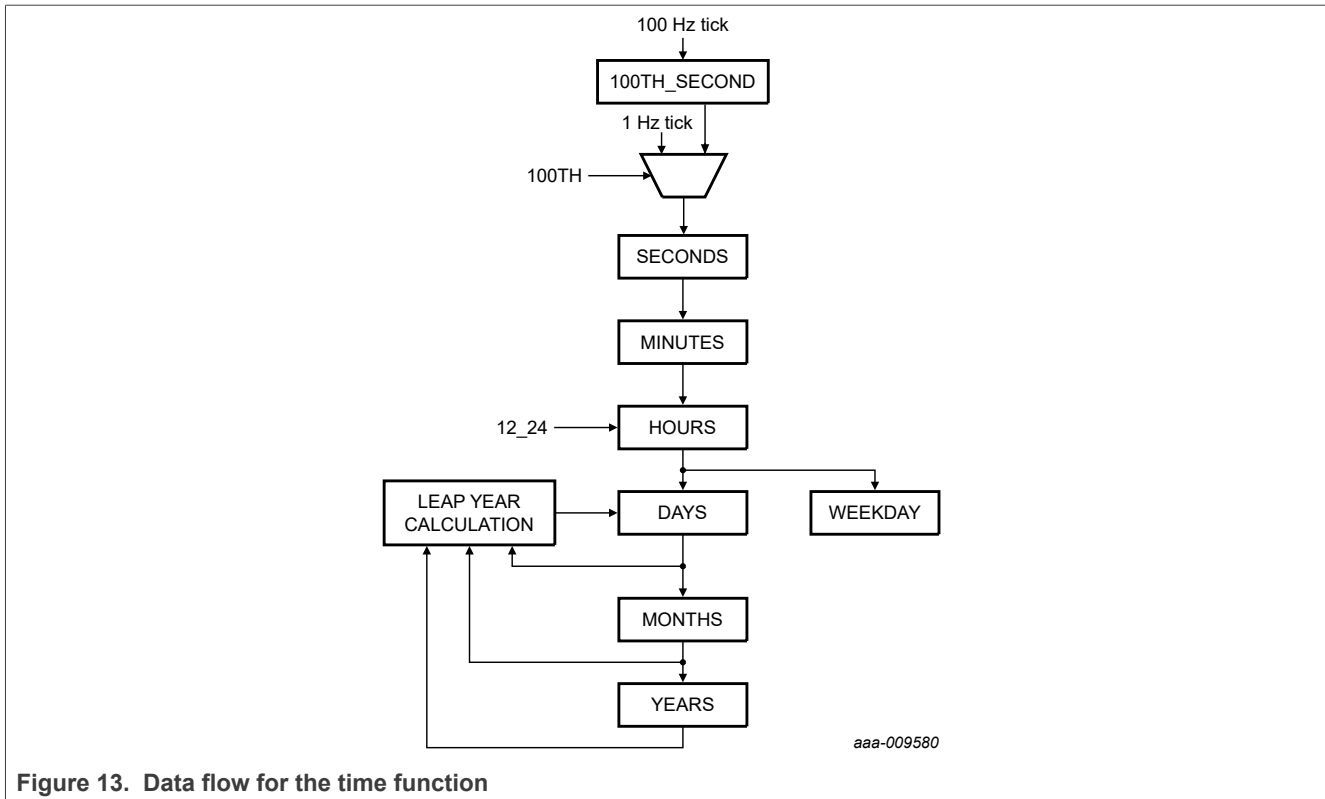 100 Hz tick
100TH_SECOND
1 Hz tick
100TH
SECONDS
MINUTES
12_24
HOURS
LEAP YEAR
CALCULATION
DAYS
WEEKDAY
MONTHS
YEARS
aaa-009580
Figure 13. Data flow for the time function